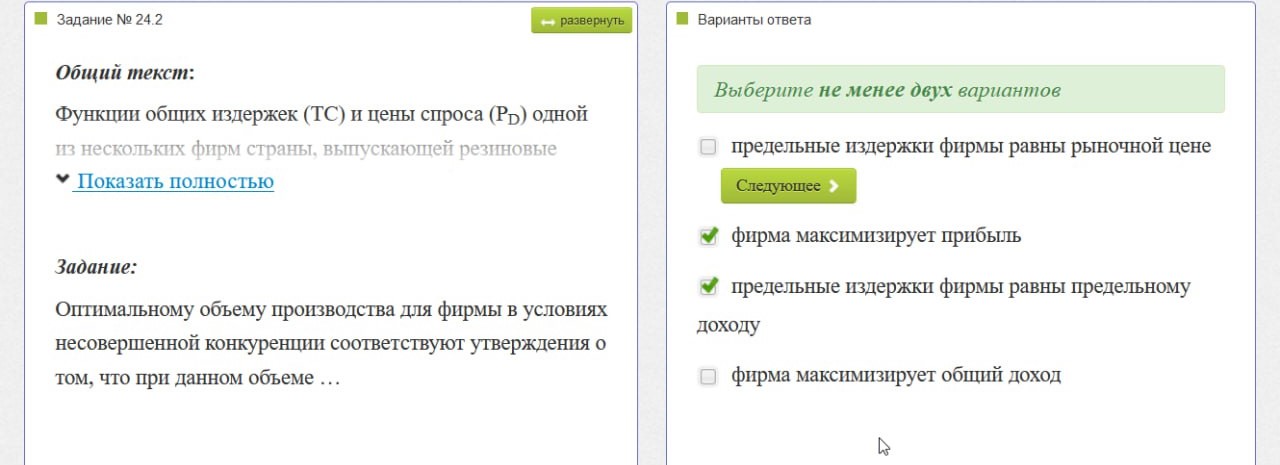 Задание № 24.2
развернуть
Общий текст:
Функции общих издержек (TC) и цены спроса (PD) одной
из нескольких фирм страны, выпускающей резиновые
Показать полностью
Задание:
Оптимальному объему производства для фирмы в условиях
несовершенной конкуренции соответствуют утверждения о
том, что при данном объеме …
Варианты ответа
Выберите не менее двух вариантов
предельные издержки фирмы равны рыночной цене
Следующее
фирма максимизирует прибыль
предельные издержки фирмы равны предельному
доходу
фирма максимизирует общий доход